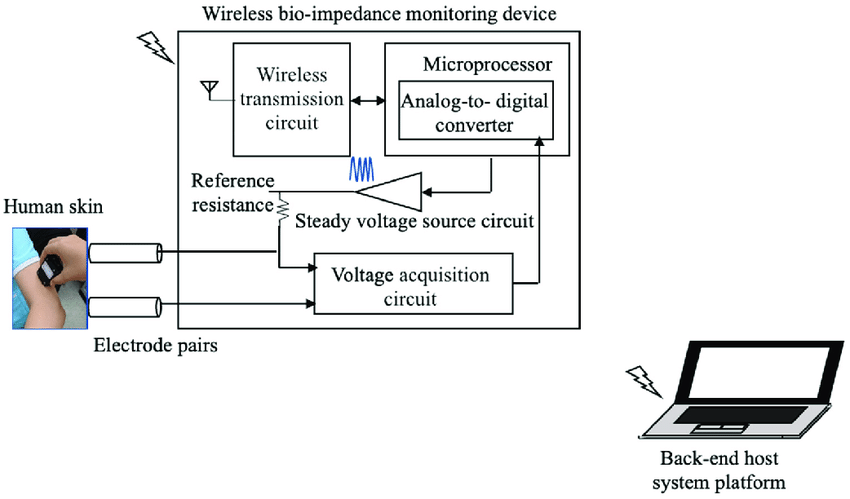 Wireless bio-impedance monitoring device
Wireless
transmission
circuit
Microprocessor
Analog-to- digital
converter
Reference
resistance
Steady voltage source circuit
Human skin
Voltage acquisition
circuit
Electrode pairs
Back-end host
system platform